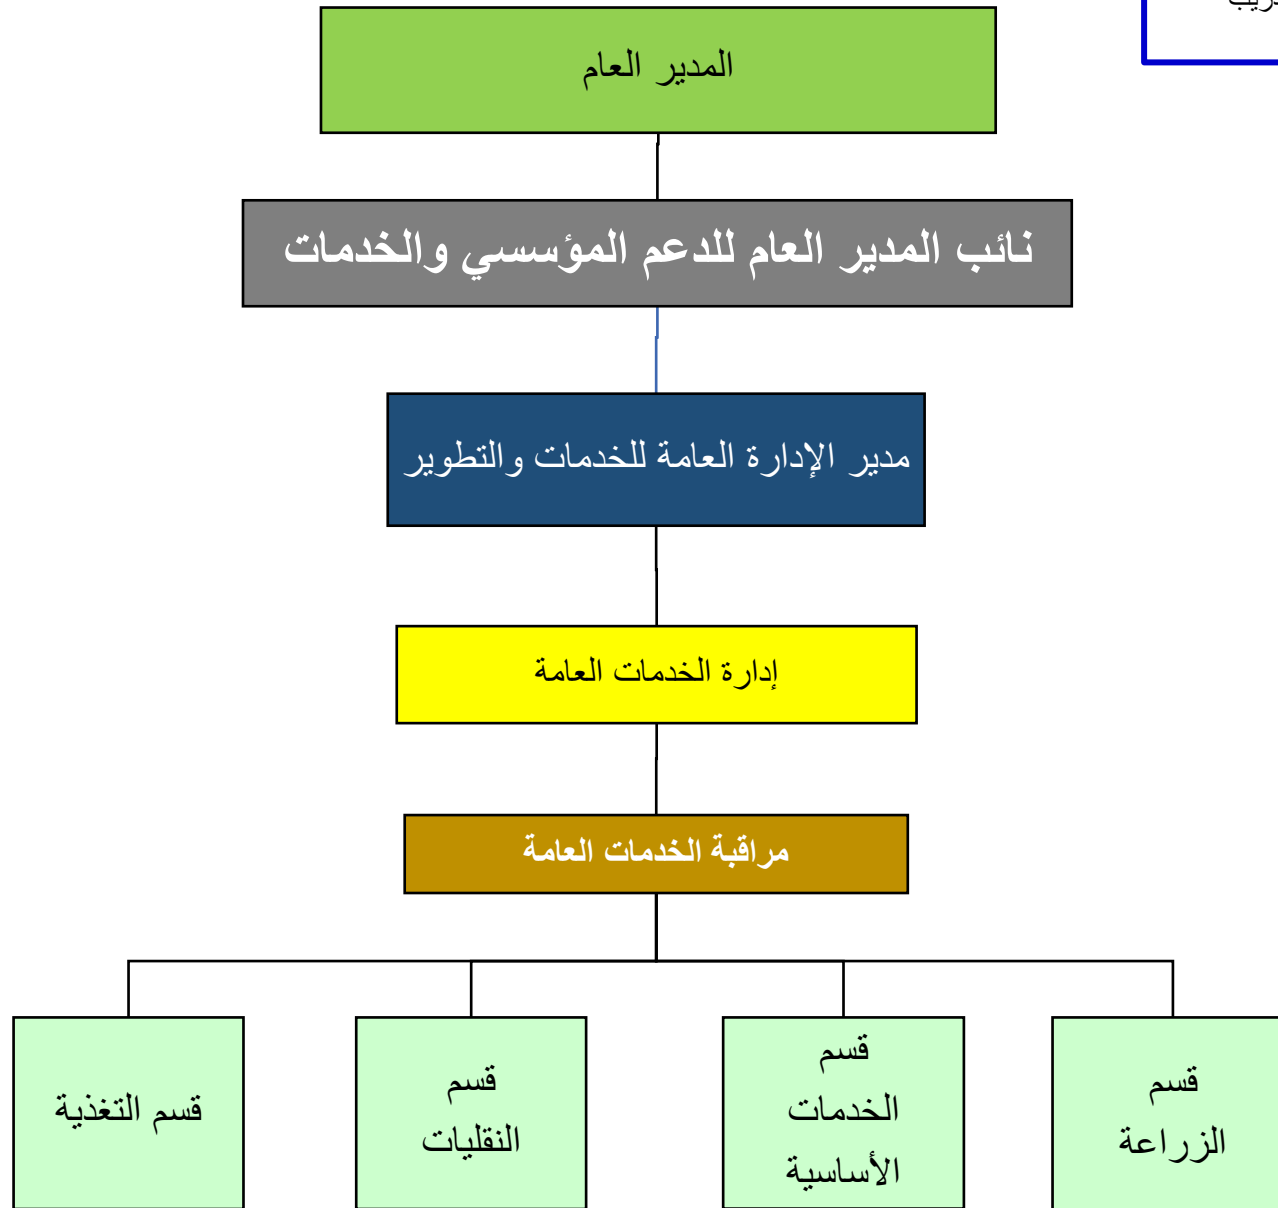 المدير العام
نائب المدير العام للدعم المؤسسي والخدمات
مدير الإدارة العامة للخدمات والتطوير
إدارة الخدمات العامة
مراقبة الخدمات العامة
قسم
الزراعة
قسم
الخدمات
الأساسية
قسم
النقليات
قسم التغذية